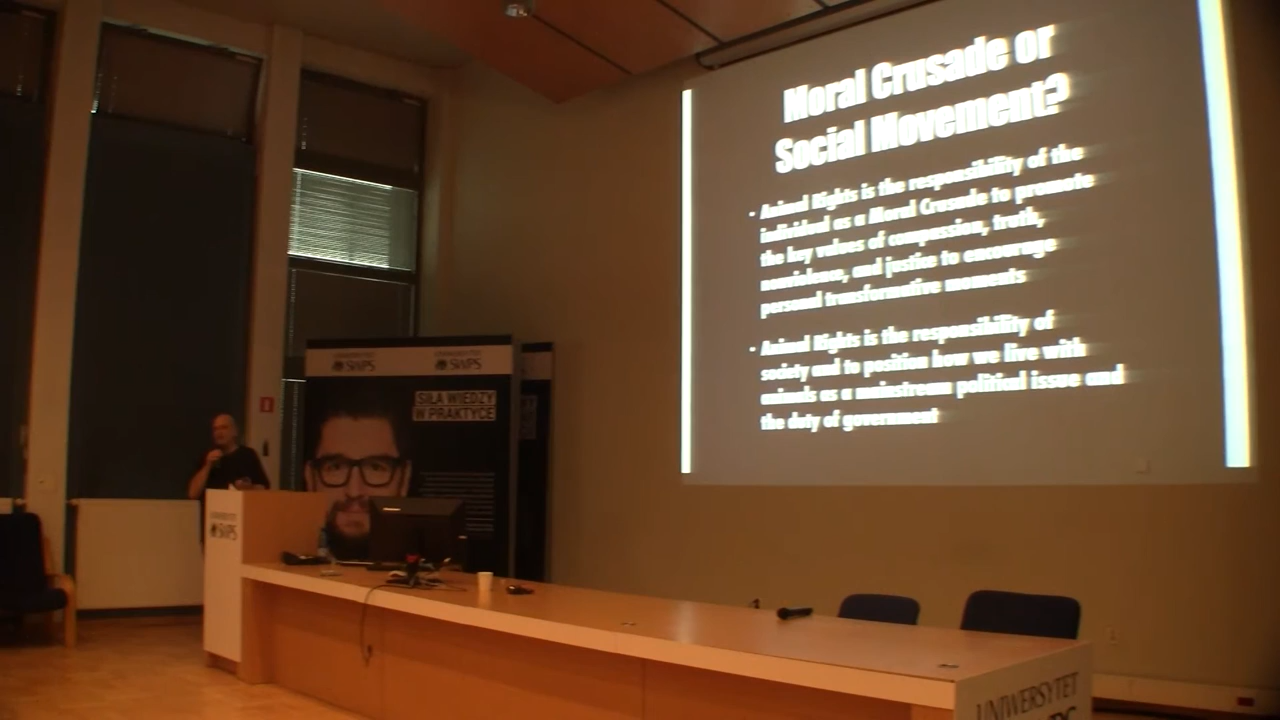 Moral Crusade or
Social Movement?
• Animal Rights is the responsibility of the
individual as a Moral Crusade to promote
the key values of compassion, truth,
nonviolence, and justice to encourage
personal transformative moments
• Animal Rights is the responsibility of
society and to position how we live with
animals as a mainstream political issue and
the duty of government
UNIWERSYTET
SWPS
UNIWERSYTET
SWPS
SIŁA WIEDZY
W PRAKTYCE
UNIWERSYTET
SWPS
UNIWERSYTET